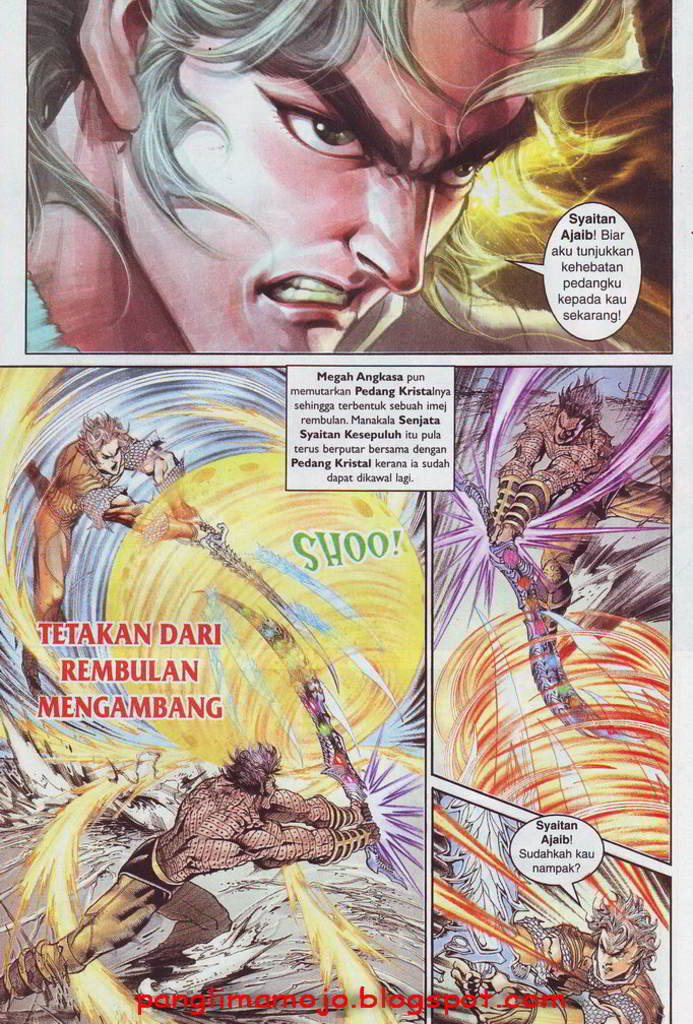 Syaitan
Ajaib! Biar
aku tunjukkan
kehebatan
pedangku
kepada kau
sekarang!
Megah Angkasa pun
memutarkan Pedang Kristalnya
sehingga terbentuk sebuah imej
rembulan. Manakala Senjata
Syaitan Kesepuluh itu pula
terus berputar bersama dengan
Pedang Kristal kerana ia sudah
dapat dikawal lagi.
SHOO!
TETAKAN DARI
REMBULAN
MENGAMBANG
Syaitan
Ajaib!
Sudahkah kau
nampak?
panglimamojo.blogspot.com